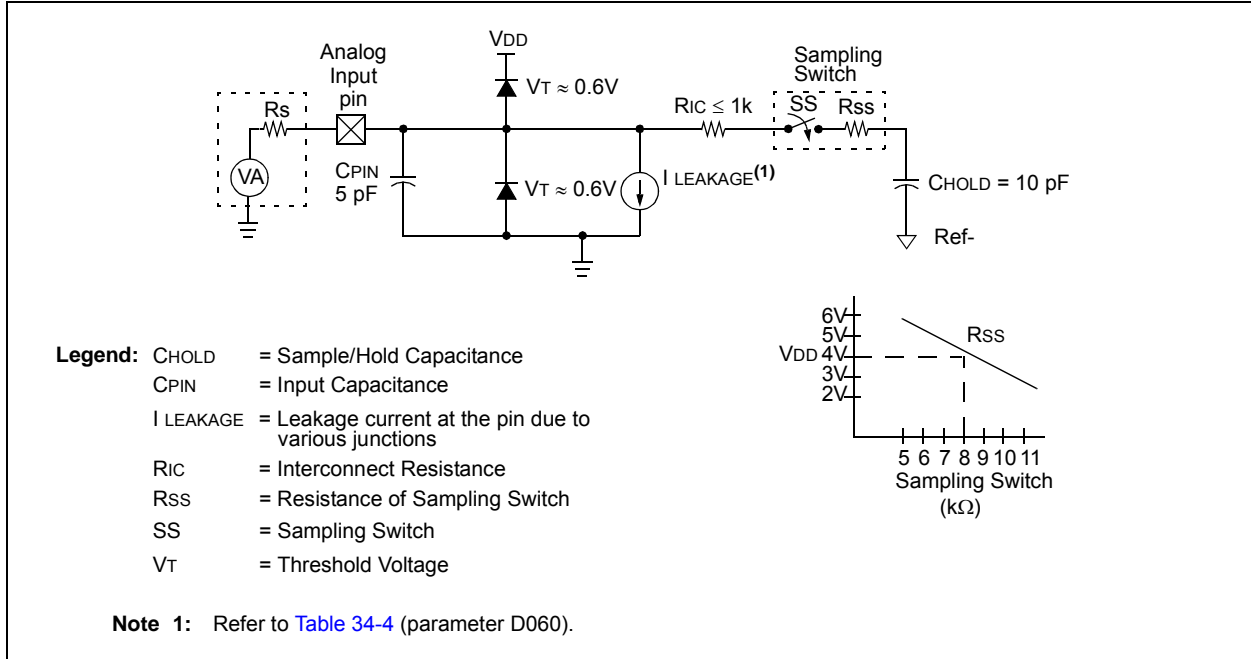 VDD
Analog
Input
pin
VT ≈ 0.6V
Sampling
Switch
Rs
RIC ≤ 1k
SS
Rss
VA
CPIN
5 pF
VT ≈ 0.6V
I LEAKAGE(1)
CHOLD = 10 pF
Ref-
6V
5V
VDD 4V
3V
2V
RSS
5 6 7 8 9 10 11
Sampling Switch
(kΩ)
Legend: CHOLD = Sample/Hold Capacitance
CPIN = Input Capacitance
I LEAKAGE = Leakage current at the pin due to
various junctions
RIC = Interconnect Resistance
RSS = Resistance of Sampling Switch
SS = Sampling Switch
VT = Threshold Voltage
Note 1: Refer to Table 34-4 (parameter D060).